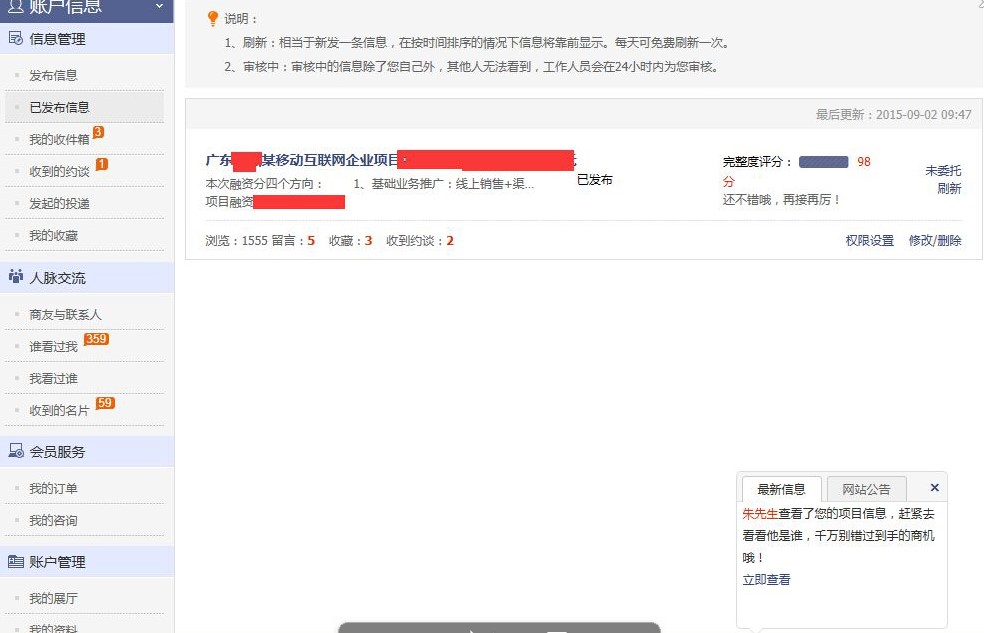 账户信息
信息管理
发布信息
已发布信息
我的收件箱 3
收到的约谈 1
发起的投递
我的收藏
人脉交流
商友与联系人
谁看过我 359
我看过谁
收到的名片 59
会员服务
我的订单
我的咨询
账户管理
我的展厅
我的资料
说明：
1、刷新：相当于新发一条信息，在按时间排序的情况下信息将靠前显示。每天可免费刷新一次。
2、审核中：审核中的信息除了您自己外，其他人无法看到，工作人员会在24小时内为您审核。
最后更新：2015-09-02 09:47
广东 某移动互联网企业项目
本次融资分四个方向： 1、基础业务推广：线上销售+渠...
项目融资
已发布
完整度评分： 98
分
还不错哦，再接再厉！
未委托
刷新
浏览：1555 留言：5 收藏：3 收到约谈：2
权限设置 修改/删除
最新信息 网站公告 ×
朱先生查看了您的项目信息，赶紧去
看看他是谁，千万别错过到手的商机
哦！
立即查看